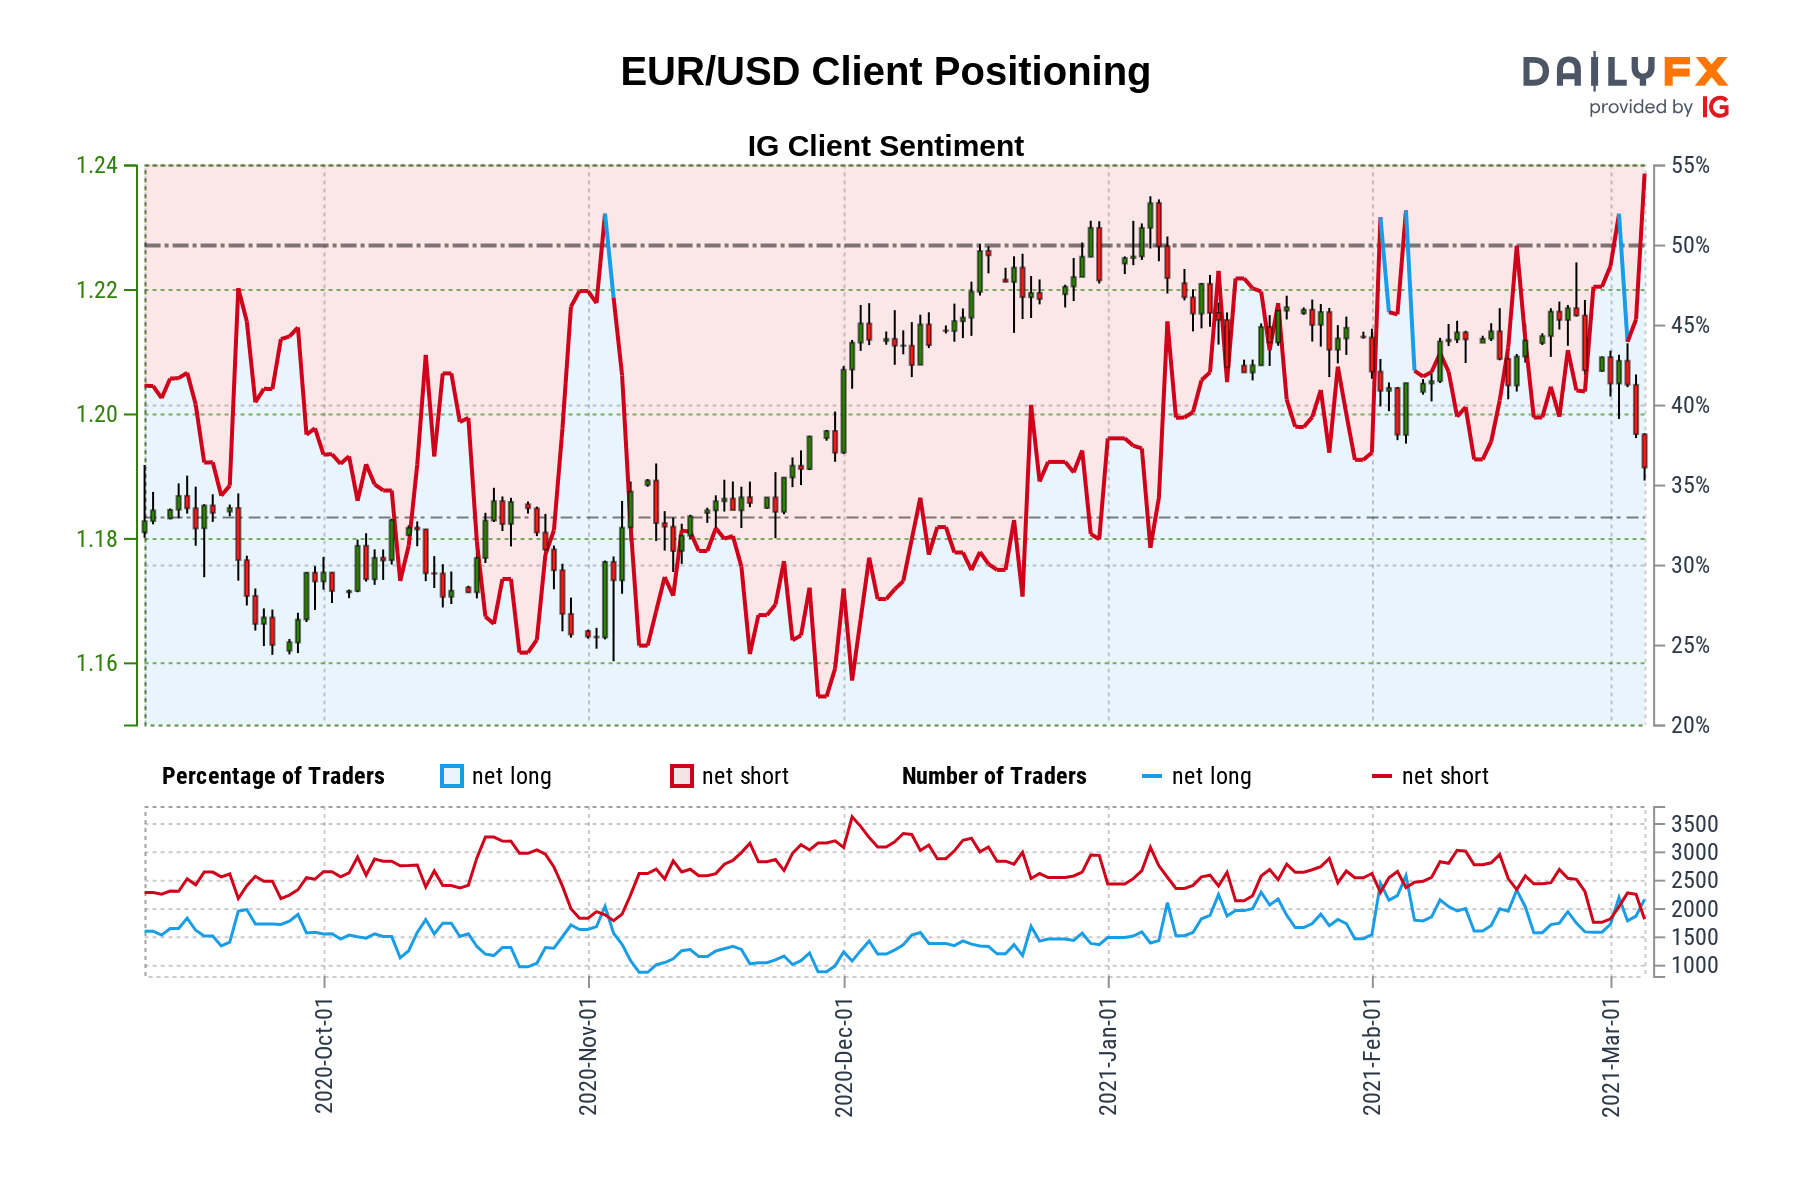 EUR/USD Client Positioning
DAILYFX
provided by IG
IG Client Sentiment
1.24
1.22
1.20
1.18
1.16
55%
50%
45%
40%
35%
30%
25%
20%
Percentage of Traders net long net short Number of Traders net long net short
3500
3000
2500
2000
1500
1000
2020-Oct-01
2020-Nov-01
2020-Dec-01
2021-Jan-01
2021-Feb-01
2021-Mar-01